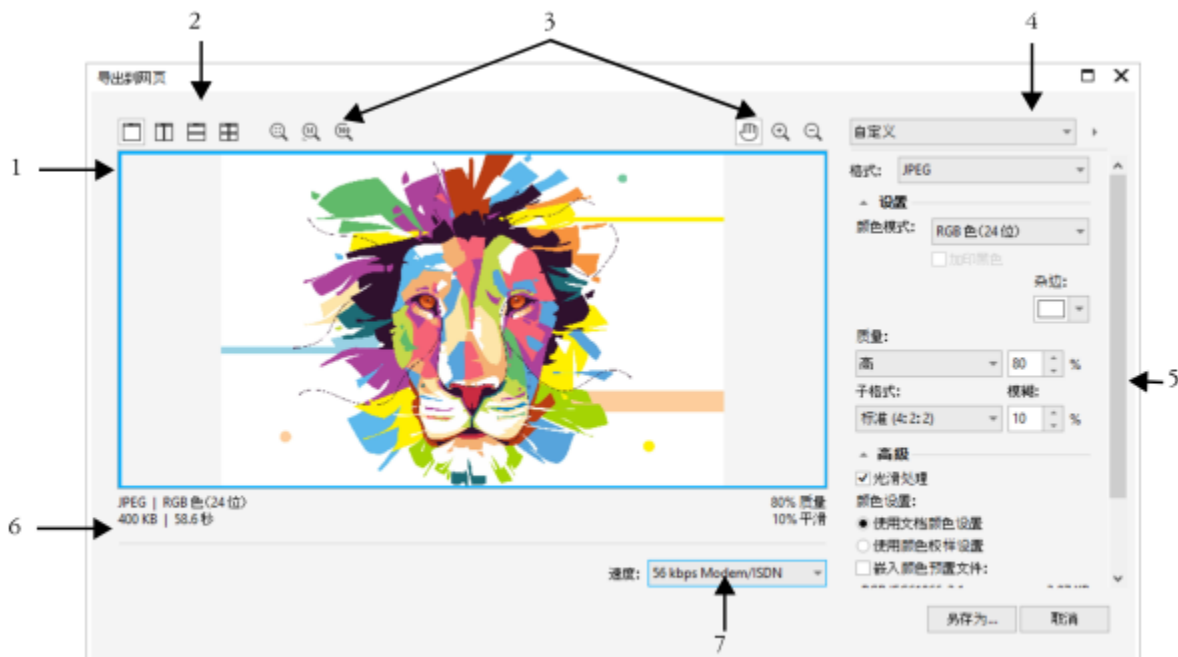 2
3
4
导出到网页
自定义
1
格式: JPEG
设置
颜色模式: RGB 色(24 位)
加印黑色
杂边:
质量:
高 80 %
5
子格式: 模糊:
标准 (4:2:2) 10 %
高级
光滑处理
JPEG | RGB 色(24 位) 80% 质量
颜色设置:
6
400 KB | 58.6 秒 10% 平滑
使用文档颜色设置
使用颜色校样设置
速度: 56 kbps Modem/ISDN
嵌入颜色预置文件:
另存为... 取消
7